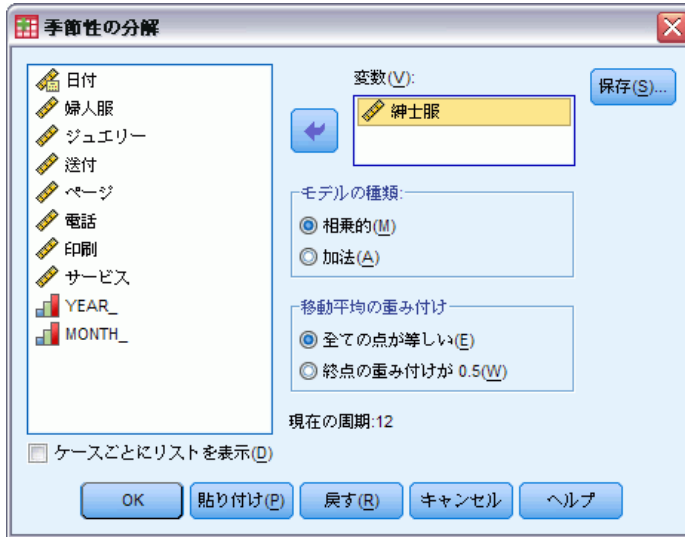 季節性の分解
日付
婦人服
ジュエリー
送付
ページ
電話
印刷
サービス
YEAR_
MONTH_
ケースごとにリストを表示(D)
変数(V):
紳士服
保存(S)...
モデルの種類:
相乗的(M)
加法(A)
移動平均の重み付け
全ての点が等しい(E)
終点の重み付けが 0.5(W)
現在の周期:12
OK
貼り付け(P)
戻す(R)
キャンセル
ヘルプ